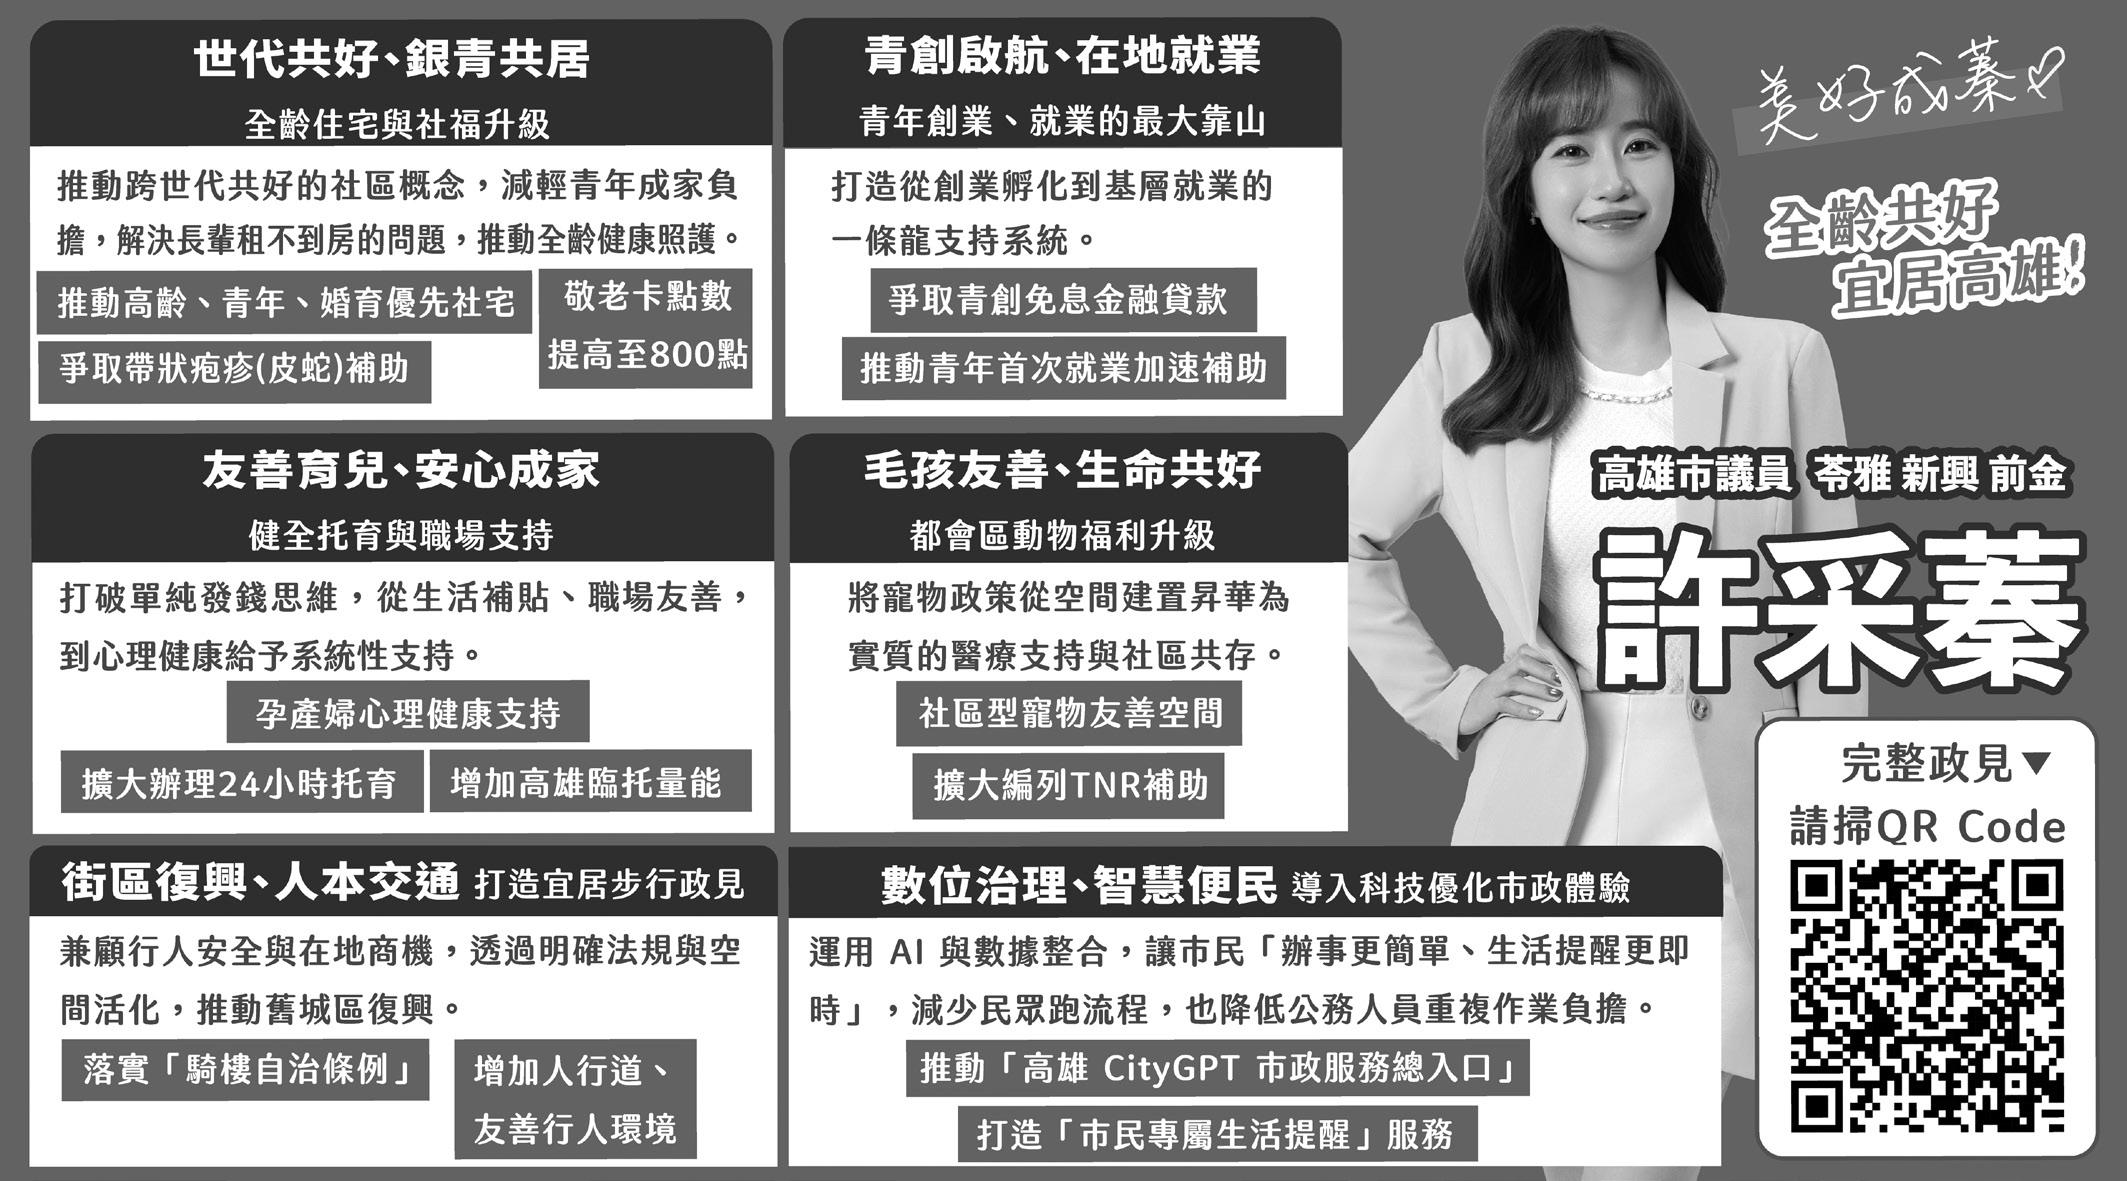 世代共好、銀青共居
全齡住宅與社福升級
推動跨世代共好的社區概念，減輕青年成家負
擔，解決長輩租不到房的問題，推動全齡健康照護。
推動高齡、青年、婚育優先社宅
爭取帶狀疱疹(皮蛇)補助
敬老卡點數
提高至800點
青創啟航、在地就業
青年創業、就業的最大靠山
打造從創業孵化到基層就業的
一條龍支持系統。
爭取青創免息金融貸款
推動青年首次就業加速補助
友善育兒、安心成家
健全托育與職場支持
打破單純發錢思維，從生活補貼、職場友善，
到心理健康給予系統性支持。
孕產婦心理健康支持
擴大辦理24小時托育
增加高雄臨托量能
毛孩友善、生命共好
都會區動物福利升級
將寵物政策從空間建置昇華為
實質的醫療支持與社區共存。
社區型寵物友善空間
擴大編列TNR補助
街區復興、人本交通 打造宜居步行政見
兼顧行人安全與在地商機，透過明確法規與空
間活化，推動舊城區復興。
落實「騎樓自治條例」
增加人行道、
友善行人環境
數位治理、智慧便民 導入科技優化市政體驗
運用 AI 與數據整合，讓市民「辦事更簡單、生活提醒更即
時」，減少民眾跑流程，也降低公務人員重複作業負擔。
推動「高雄 CityGPT 市政服務總入口」
打造「市民專屬生活提醒」服務
美好成蓁
全齡共好
宜居高雄!
高雄市議員 苓雅 新興 前金
許采蓁
完整政見▼
請掃QR Code